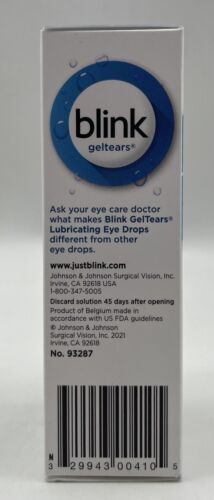 blink
geltears®
Ask your eye care doctor
what makes Blink GelTears®
Lubricating Eye Drops
different from other
eye drops.
www.justblink.com
Johnson & Johnson Surgical Vision, Inc.
Irvine, CA 92618 USA
1-800-347-5005
Discard solution 45 days after opening
Product of Belgium made in
accordance with US FDA guidelines
© Johnson & Johnson
Surgical Vision, Inc. 2021
Irvine, CA 92618
No. 93287
N
3 29943 00410 5